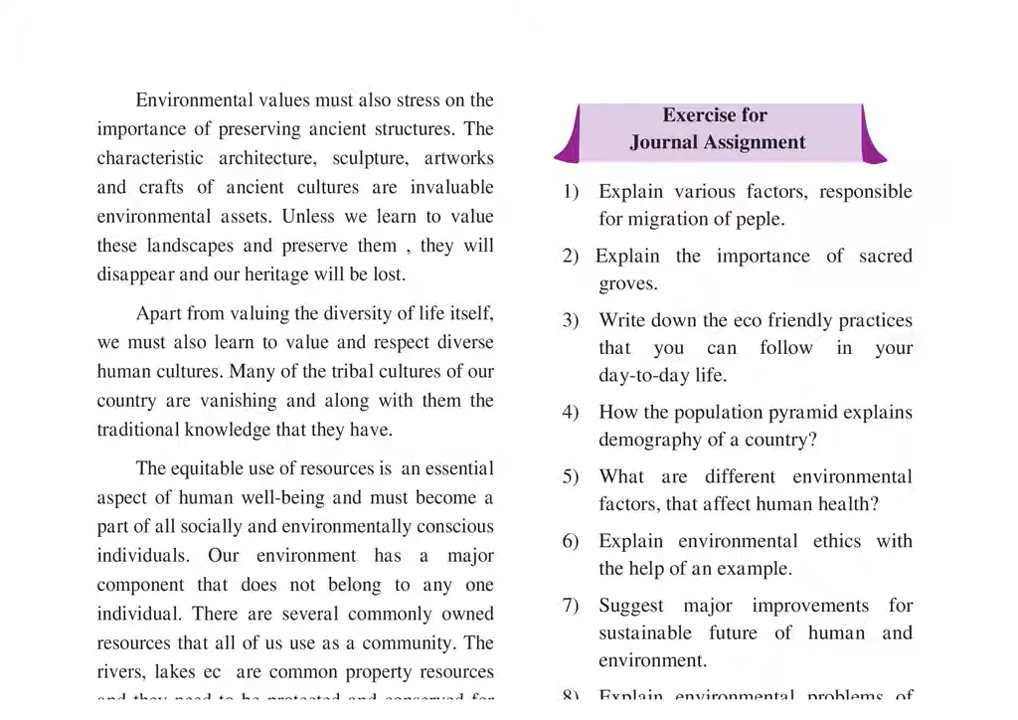 Environmental values must also stress on the
importance of preserving ancient structures. The
characteristic architecture, sculpture, artworks
and crafts of ancient cultures are invaluable
environmental assets. Unless we learn to value
these landscapes and preserve them , they will
disappear and our heritage will be lost.
Apart from valuing the diversity of life itself,
we must also learn to value and respect diverse
human cultures. Many of the tribal cultures of our
country are vanishing and along with them the
traditional knowledge that they have.
The equitable use of resources is an essential
aspect of human well-being and must become a
part of all socially and environmentally conscious
individuals. Our environment has a major
component that does not belong to any one
individual. There are several commonly owned
resources that all of us use as a community. The
rivers, lakes ec are common property resources
and they need to be protected and conserved for
Exercise for
Journal Assignment
1) Explain various factors, responsible
for migration of peple.
2) Explain the importance of sacred
groves.
3) Write down the eco friendly practices
that you can follow in your
day-to-day life.
4) How the population pyramid explains
demography of a country?
5) What are different environmental
factors, that affect human health?
6) Explain environmental ethics with
the help of an example.
7) Suggest major improvements for
sustainable future of human and
environment.
8) Explain environmental problems of